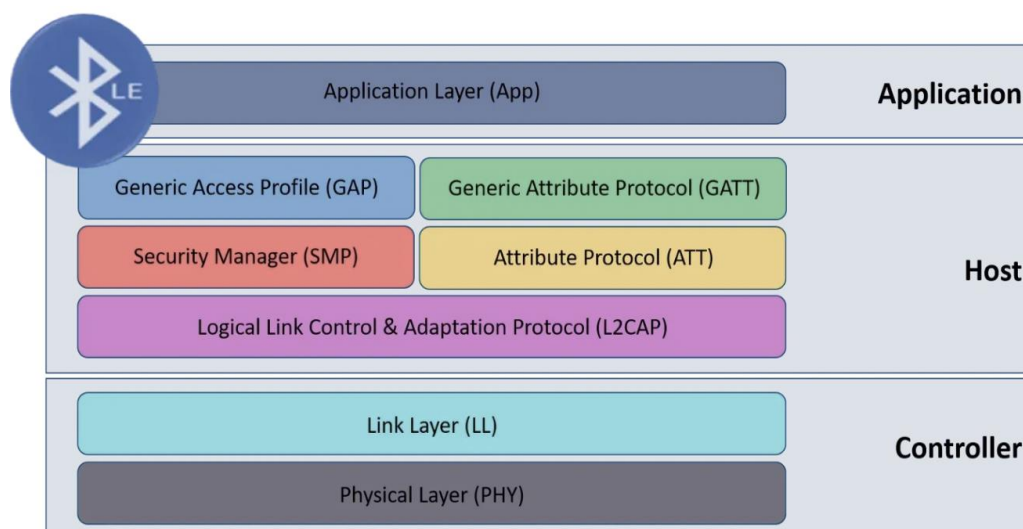 LE
Application Layer (App)
Application
Generic Access Profile (GAP)
Generic Attribute Protocol (GATT)
Security Manager (SMP)
Attribute Protocol (ATT)
Host
Logical Link Control & Adaptation Protocol (L2CAP)
Link Layer (LL)
Controller
Physical Layer (PHY)